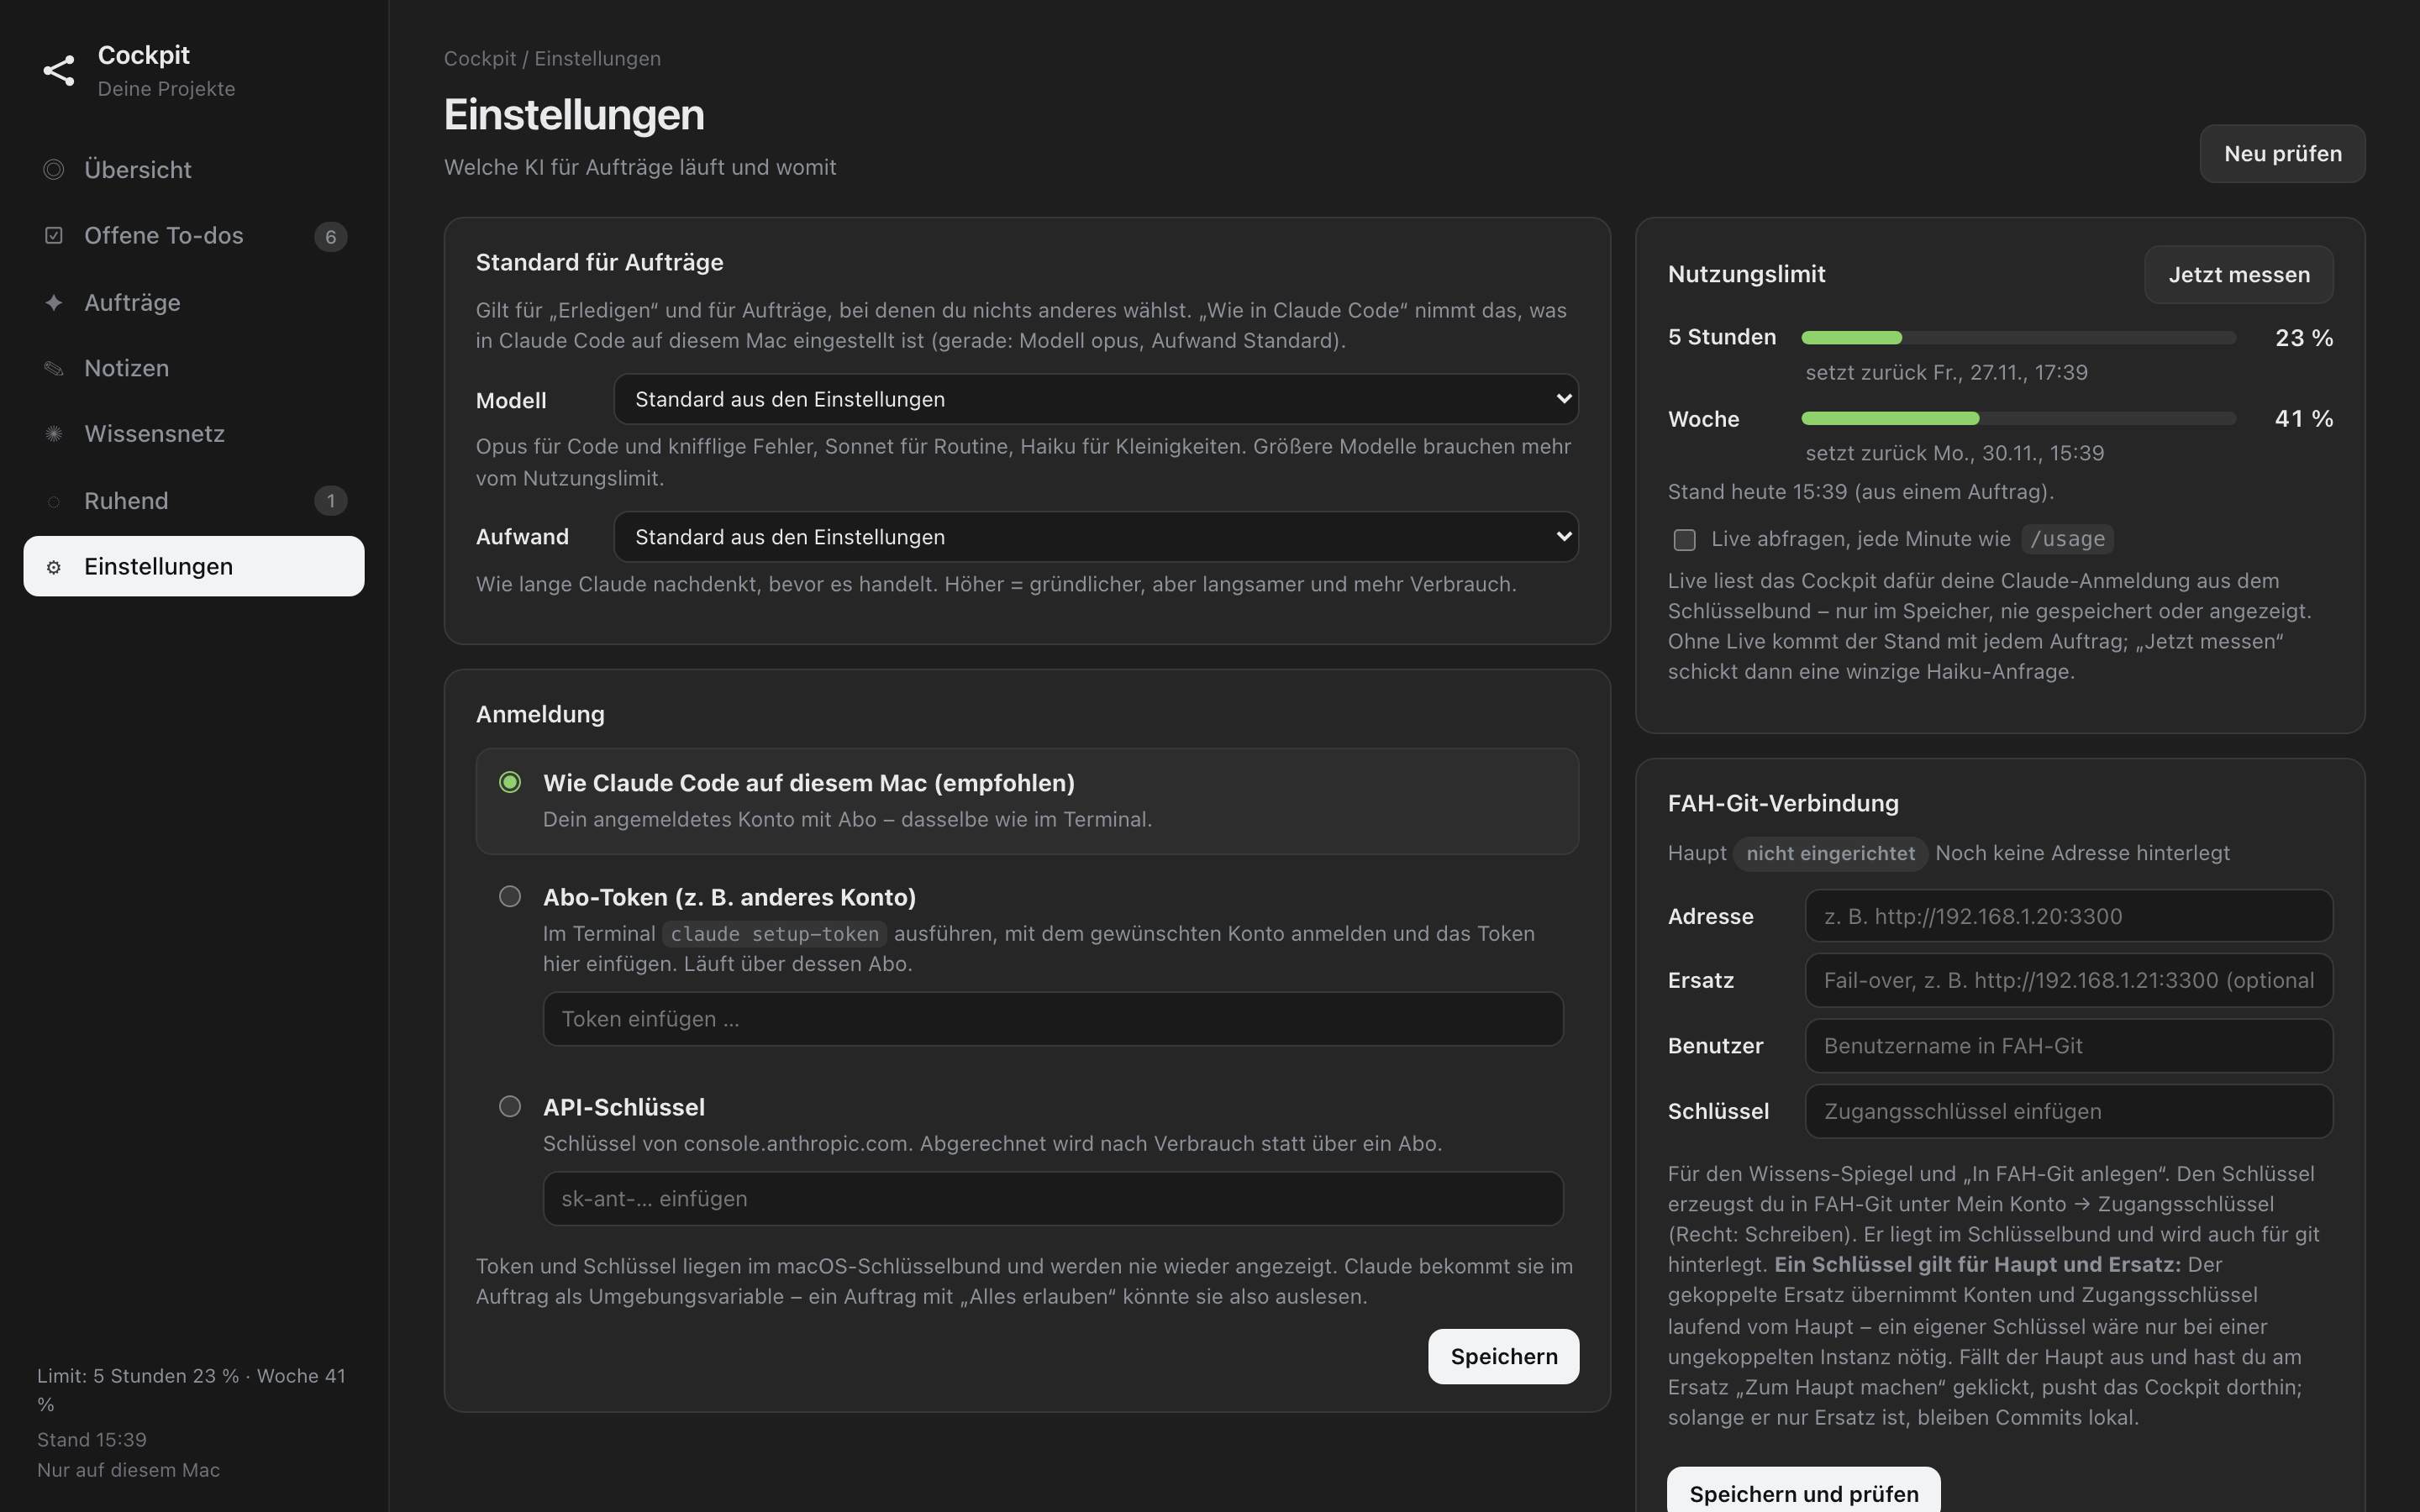 Cockpit
Deine Projekte
Übersicht
Offene To-dos 6
Aufträge
Notizen
Wissensnetz
Ruhend 1
Einstellungen
Limit: 5 Stunden 23 % · Woche 41
%
Stand 15:39
Nur auf diesem Mac
Cockpit / Einstellungen
Einstellungen
Welche KI für Aufträge läuft und womit
Neu prüfen
Standard für Aufträge
Gilt für „Erledigen“ und für Aufträge, bei denen du nichts anderes wählst. „Wie in Claude Code“ nimmt das, was
in Claude Code auf diesem Mac eingestellt ist (gerade: Modell opus, Aufwand Standard).
Modell Standard aus den Einstellungen
Opus für Code und knifflige Fehler, Sonnet für Routine, Haiku für Kleinigkeiten. Größere Modelle brauchen mehr
vom Nutzungslimit.
Aufwand Standard aus den Einstellungen
Wie lange Claude nachdenkt, bevor es handelt. Höher = gründlicher, aber langsamer und mehr Verbrauch.
Anmeldung
Wie Claude Code auf diesem Mac (empfohlen)
Dein angemeldetes Konto mit Abo – dasselbe wie im Terminal.
Abo-Token (z. B. anderes Konto)
Im Terminal claude setup-token ausführen, mit dem gewünschten Konto anmelden und das Token
hier einfügen. Läuft über dessen Abo.
Token einfügen …
API-Schlüssel
Schlüssel von console.anthropic.com. Abgerechnet wird nach Verbrauch statt über ein Abo.
sk-ant-… einfügen
Token und Schlüssel liegen im macOS-Schlüsselbund und werden nie wieder angezeigt. Claude bekommt sie im
Auftrag als Umgebungsvariable – ein Auftrag mit „Alles erlauben“ könnte sie also auslesen.
Speichern
Nutzungslimit Jetzt messen
5 Stunden 23 %
setzt zurück Fr., 27.11., 17:39
Woche 41 %
setzt zurück Mo., 30.11., 15:39
Stand heute 15:39 (aus einem Auftrag).
Live abfragen, jede Minute wie /usage
Live liest das Cockpit dafür deine Claude-Anmeldung aus dem
Schlüsselbund – nur im Speicher, nie gespeichert oder angezeigt.
Ohne Live kommt der Stand mit jedem Auftrag; „Jetzt messen“
schickt dann eine winzige Haiku-Anfrage.
FAH-Git-Verbindung
Haupt nicht eingerichtet Noch keine Adresse hinterlegt
Adresse z. B. http://192.168.1.20:3300
Ersatz Fail-over, z. B. http://192.168.1.21:3300 (optional
Benutzer Benutzername in FAH-Git
Schlüssel Zugangsschlüssel einfügen
Für den Wissens-Spiegel und „In FAH-Git anlegen“. Den Schlüssel
erzeugst du in FAH-Git unter Mein Konto → Zugangsschlüssel
(Recht: Schreiben). Er liegt im Schlüsselbund und wird auch für git
hinterlegt. Ein Schlüssel gilt für Haupt und Ersatz: Der
gekoppelte Ersatz übernimmt Konten und Zugangsschlüssel
laufend vom Haupt – ein eigener Schlüssel wäre nur bei einer
ungekoppelten Instanz nötig. Fällt der Haupt aus und hast du am
Ersatz „Zum Haupt machen“ geklickt, pusht das Cockpit dorthin;
solange er nur Ersatz ist, bleiben Commits lokal.
Speichern und prüfen